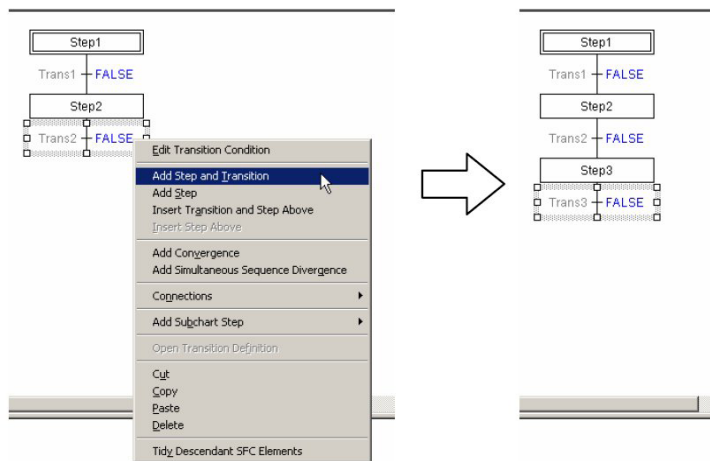 Step1
Trans1 FALSE
Step2
Trans2 FALSE
Edit Transition Condition
Add Step and Transition
Add Step
Insert Transition and Step Above
Insert Step Above
Add Convergence
Add Simultaneous Sequence Divergence
Connections
Add Subchart Step
Open Transition Definition
Cut
Copy
Paste
Delete
Tidy Descendant SFC Elements
Step1
Trans1 FALSE
Step2
Trans2 FALSE
Step3
Trans3 FALSE